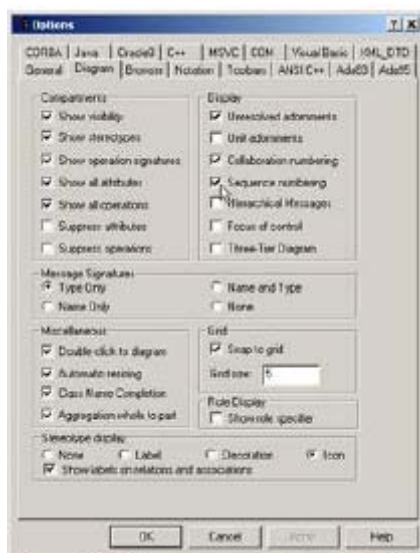 Options
CORBA Java Oracle8 C++ MSVC COM Visual Basic XML_DTD
General Diagram Browser Notation Toolbars ANSI C++ Ada83 Ada95
Compartments
Show visibility
Show stereotypes
Show operation signatures
Show all attributes
Show all operations
Suppress attributes
Suppress operations
Display
Unresolved adornments
Unit adornments
Collaboration numbering
Sequence numbering
Hierarchical Messages
Focus of control
Three-Tier Diagram
Message Signatures
Type Only
Name and Type
Name Only
None
Miscellaneous
Double-click to diagram
Automatic resizing
Class Name Completion
Aggregation whole to part
Grid
Snap to grid
Grid size: 5
Role Display
Show role specifier
Stereotype display
None Label Decoration Icon
Show labels on relations and associations
OK Cancel Apply Help